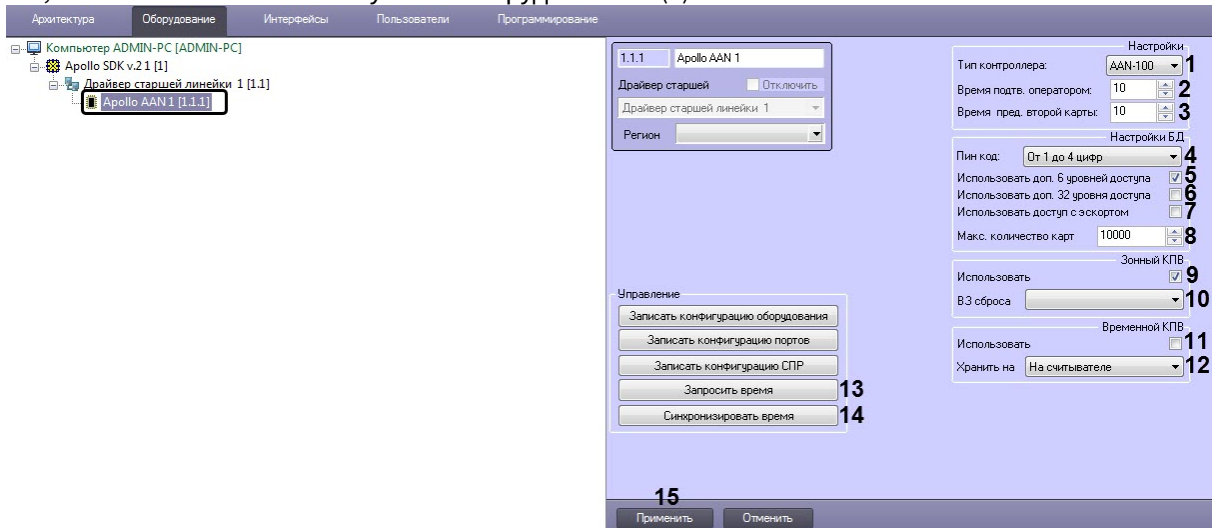 Архитектура Оборудование Интерфейсы Пользователи Программирование
Компьютер ADMIN-PC [ADMIN-PC]
Apollo SDK v.2 1 [1]
Драйвер старшей линейки 1 [1.1]
Apollo AAN 1 [1.1.1]
1.1.1 Apollo AAN 1
Драйвер старшей Отключить
Драйвер старшей линейки 1
Регион
Управление
Записать конфигурацию оборудования
Записать конфигурацию портов
Записать конфигурацию СПР
Запросить время 13
Синхронизировать время 14
Настройки
Тип контроллера: AAN-100 1
Время подтв. оператором: 10 2
Время пред. второй карты: 10 3
Настройки БД
Пин код: От 1 до 4 цифр 4
Использовать доп. 6 уровней доступа 5
Использовать доп. 32 уровня доступа 6
Использовать доступ с эскортом 7
Макс. количество карт 10000 8
Зонный КПВ
Использовать 9
ВЗ сброса 10
Временной КПВ
Использовать 11
Хранить на На считывателе 12
15
Применить Отменить